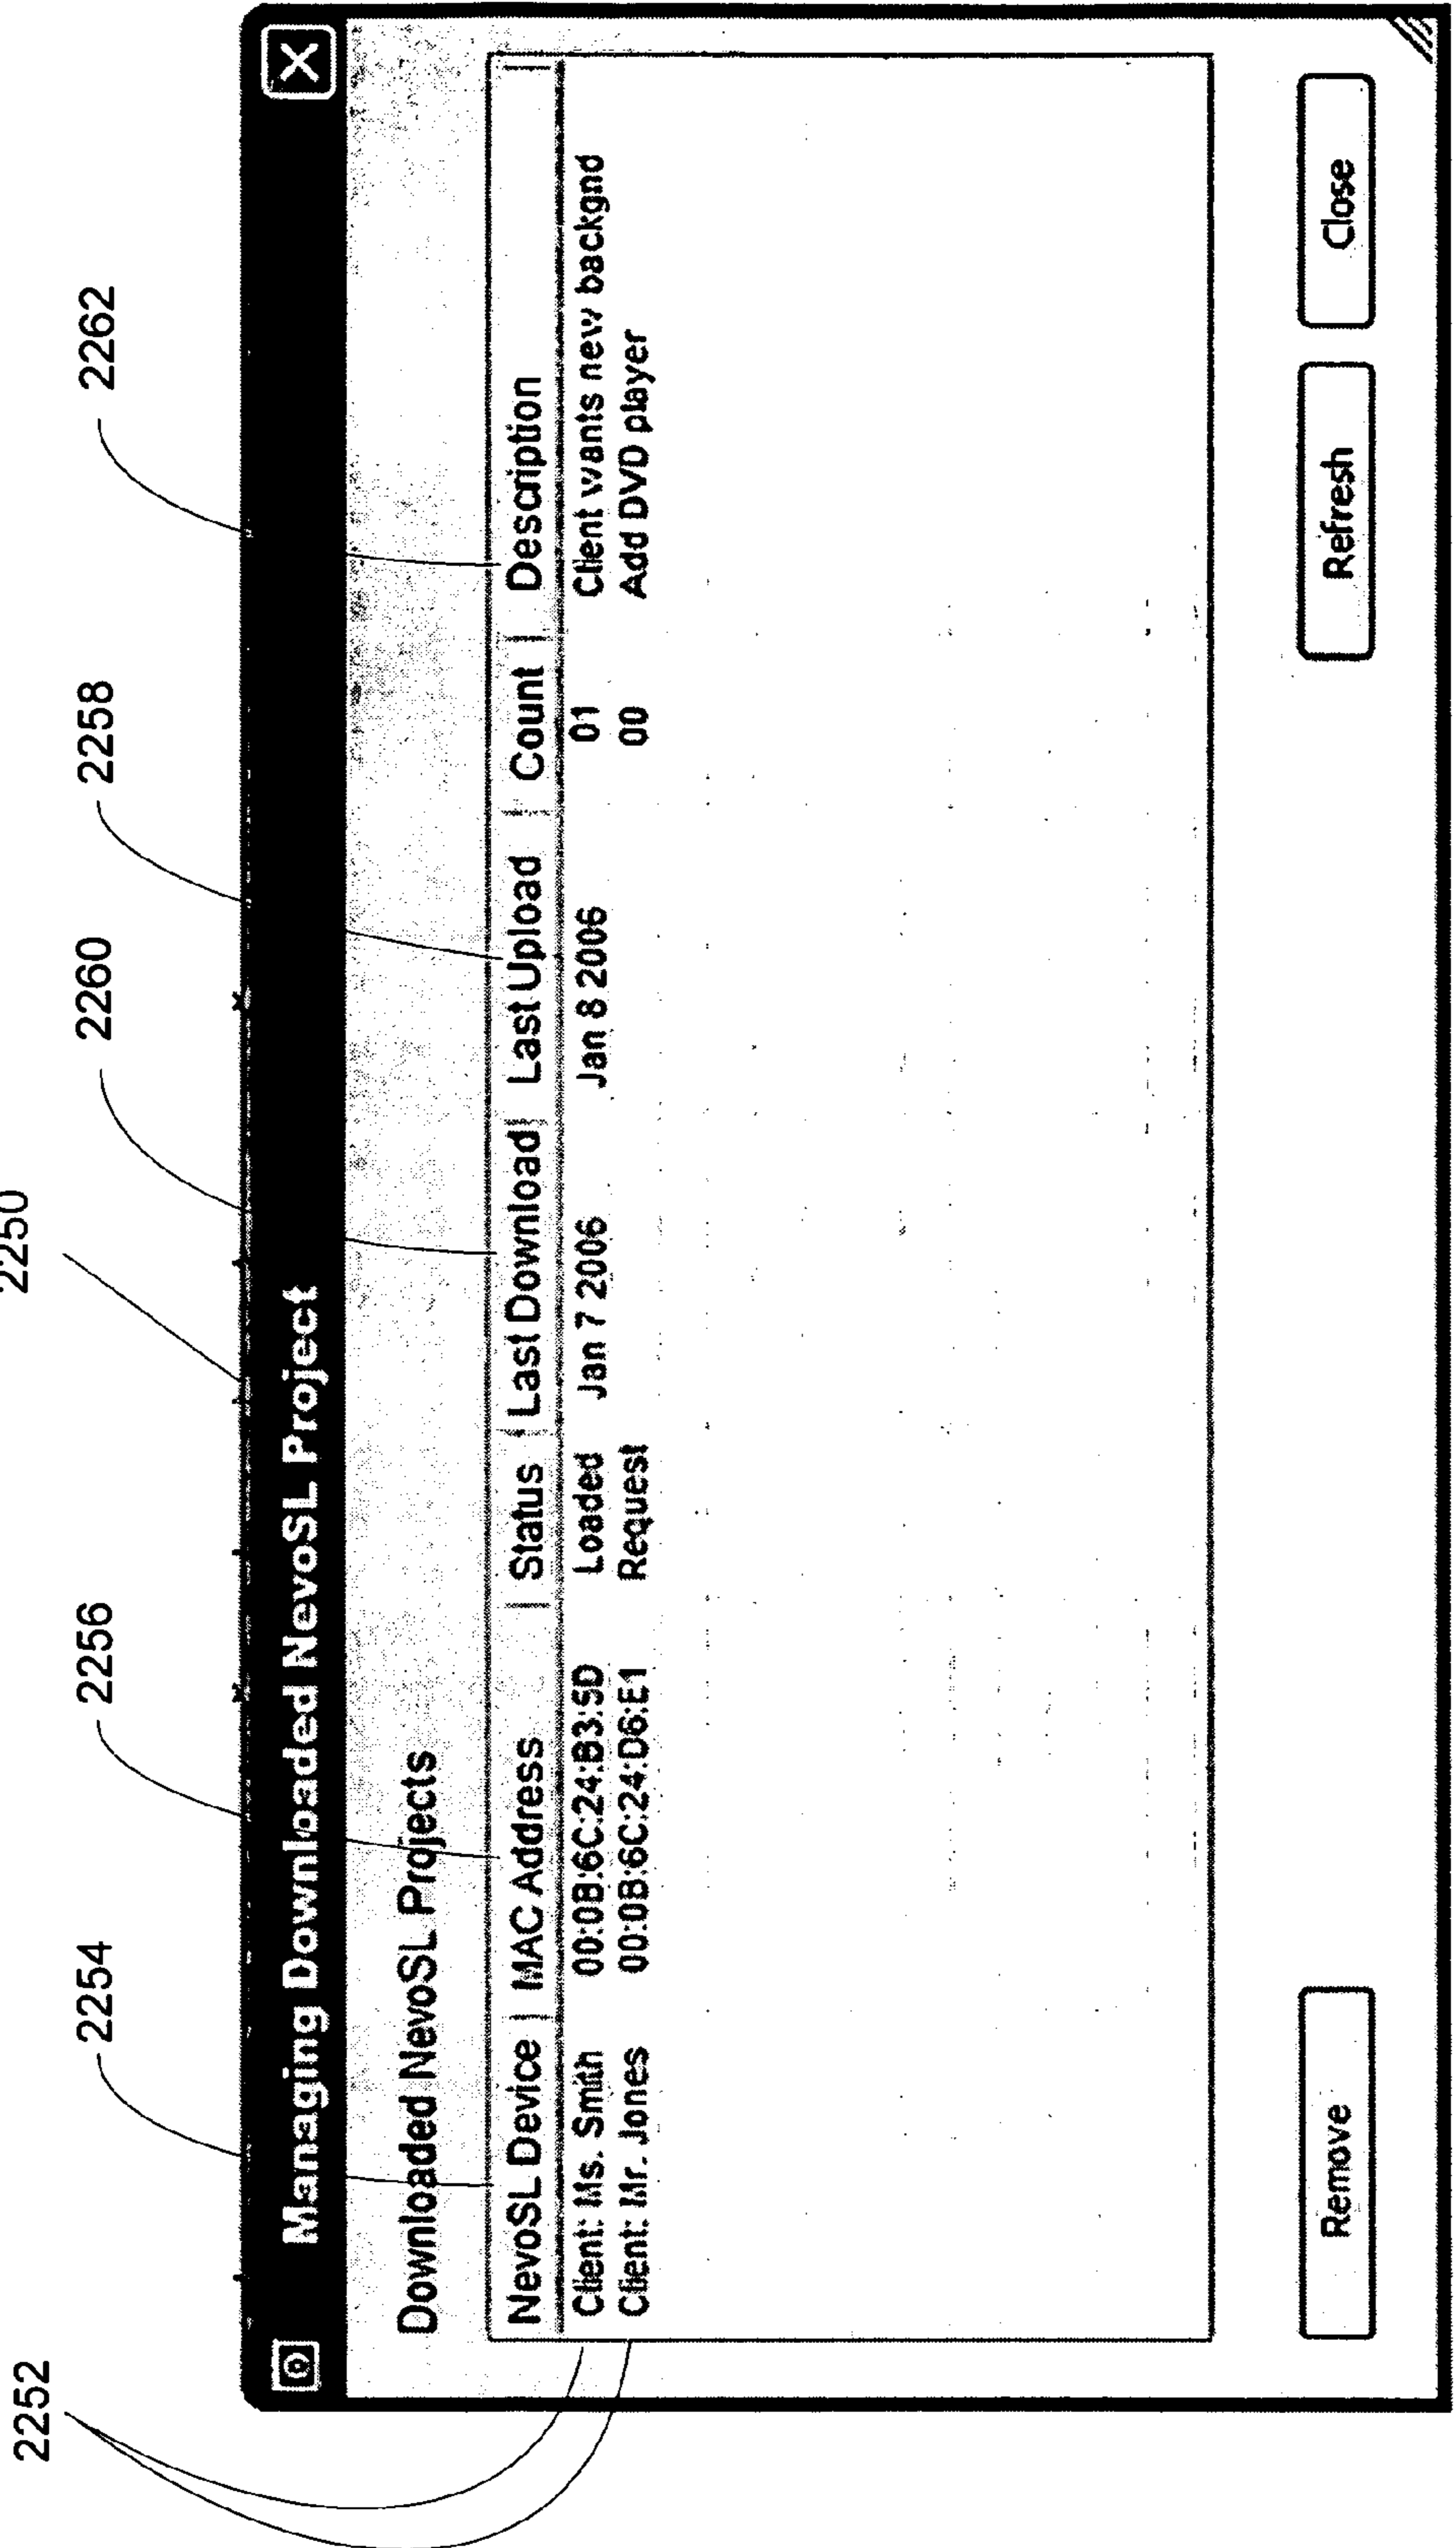 2250
2252 2254 2256 2260 2258 2262
Managing Downloaded NevoSL Project
Downloaded NevoSL Projects
NevoSL Device MAC Address Status Last Download Last Upload Count Description
Client: Ms. Smith 00:0B:6C:24:B3:5D Loaded Jan 7 2006 Jan 8 2006 01 Client wants new backgnd
Client: Mr. Jones 00:0B:6C:24:D6:E1 Request 00 Add DVD player
Remove Refresh Close